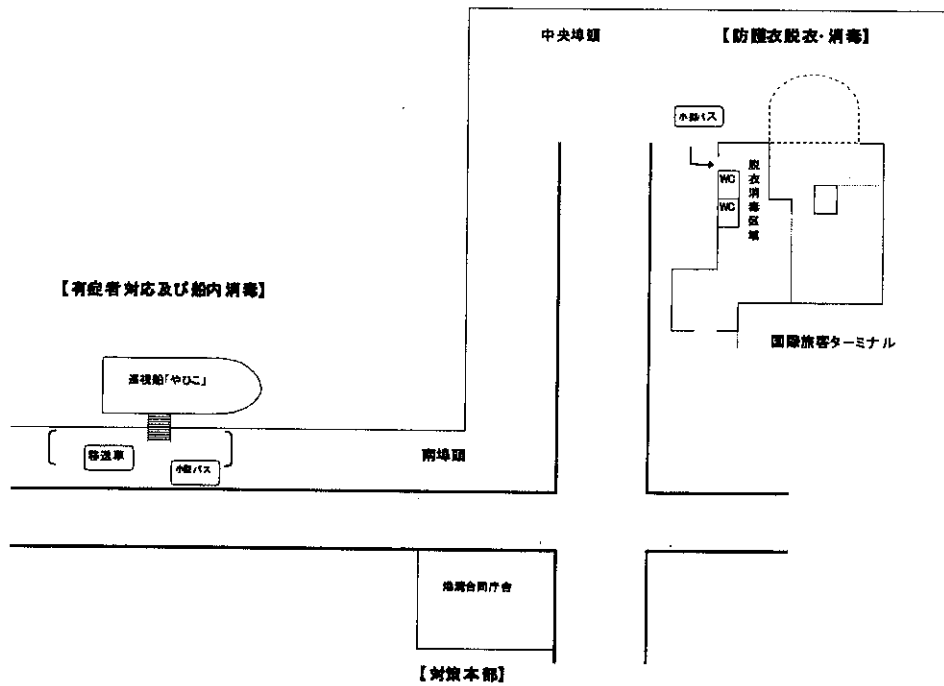 中央埠頭
【防護衣脱衣・消毒】
小型バス
WC
WC
脱衣消毒区域
【有症者対応及び船内消毒】
国際旅客ターミナル
巡視船「やひこ」
移送車
小型バス
南埠頭
港湾合同庁舎
【対策本部】